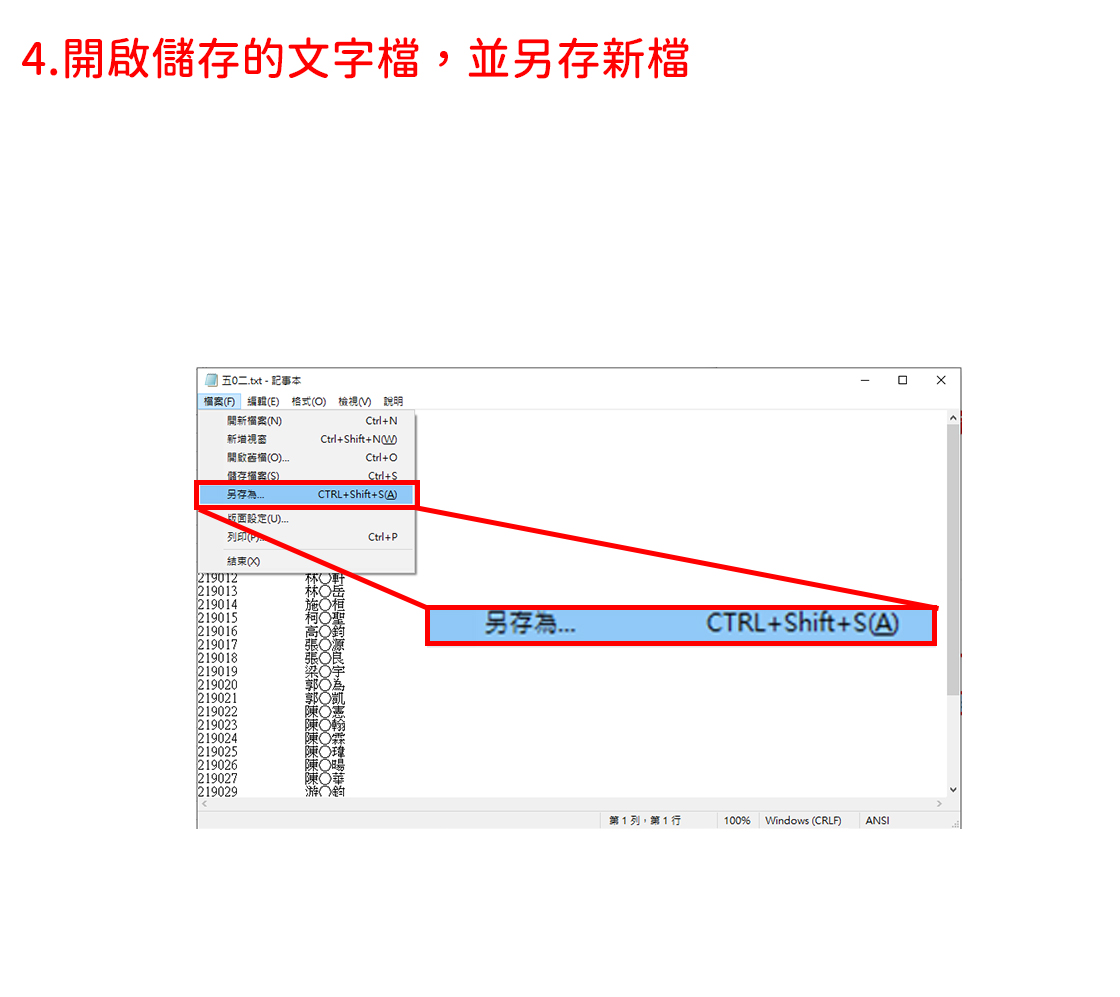 4.開啟儲存的文字檔，並另存新檔
五0二.txt - 記事本
檔案(F) 編輯(E) 格式(O) 檢視(V) 說明
開新檔案(N) Ctrl+N
新增視窗 Ctrl+Shift+N(W)
開啟舊檔(O)... Ctrl+O
儲存檔案(S) Ctrl+S
另存為... CTRL+Shift+S(A)
版面設定(U)...
列印(P)... Ctrl+P
結束(X)
219012 林○軒
219013 林○岳
219014 施○桓
219015 柯○聖
219016 高○鈞
219017 張○源
219018 張○良
219019 梁○宇
219020 郭○為
219021 郭○凱
219022 陳○憲
219023 陳○翰
219024 陳○霖
219025 陳○瑋
219026 陳○暘
219027 陳○華
219029 游○鈞
另存為... CTRL+Shift+S(A)
第 1 列，第 1 行 100% Windows (CRLF) ANSI